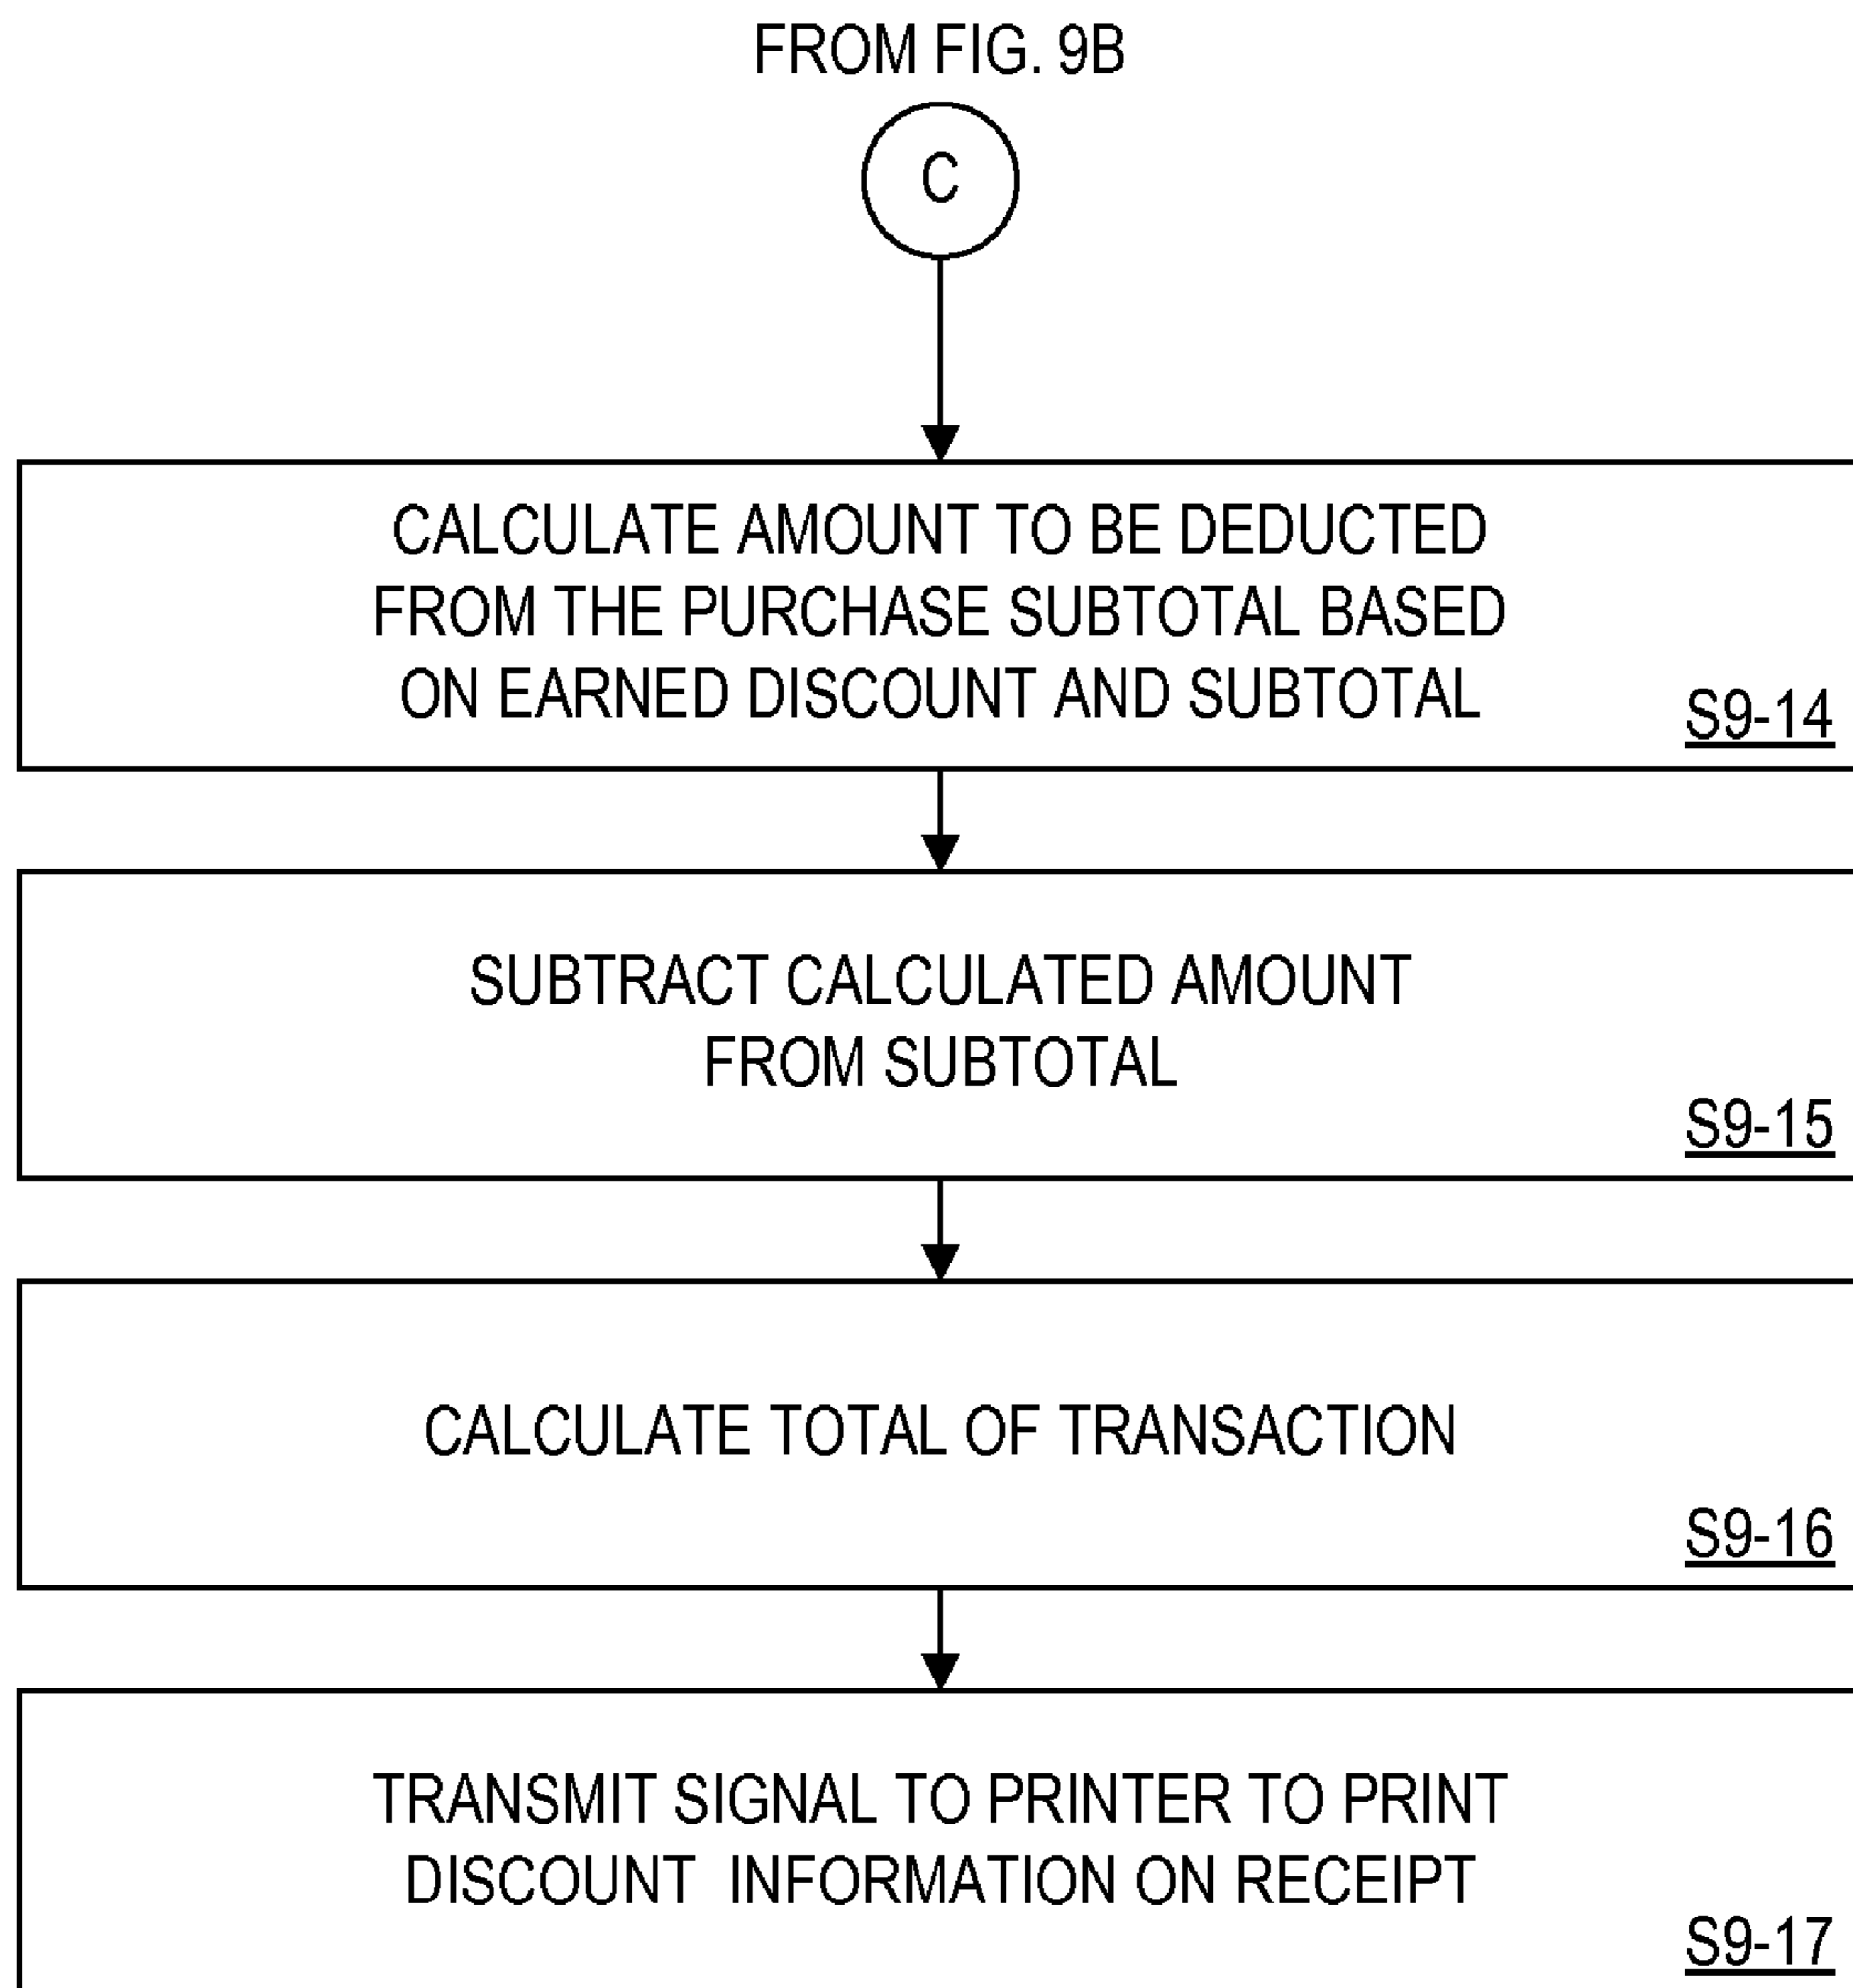 FROM FIG. 9B
C
CALCULATE AMOUNT TO BE DEDUCTED
FROM THE PURCHASE SUBTOTAL BASED
ON EARNED DISCOUNT AND SUBTOTAL
S9-14
SUBTRACT CALCULATED AMOUNT
FROM SUBTOTAL
S9-15
CALCULATE TOTAL OF TRANSACTION
S9-16
TRANSMIT SIGNAL TO PRINTER TO PRINT
DISCOUNT INFORMATION ON RECEIPT
S9-17